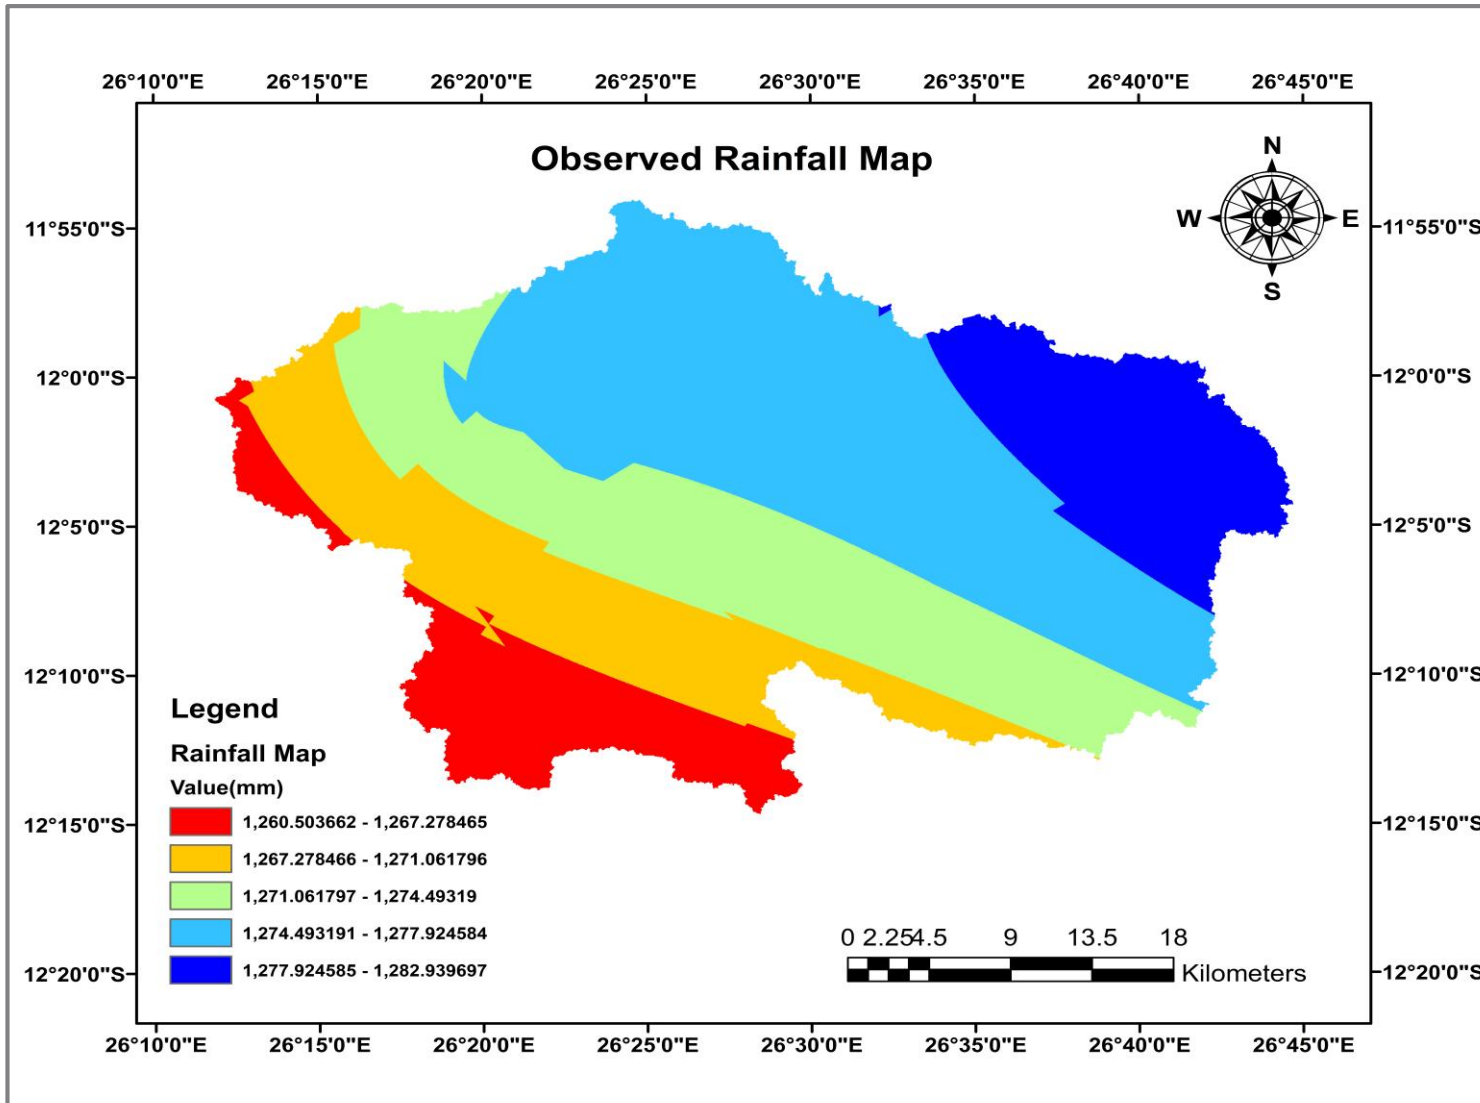 26°10'0"E 26°15'0"E 26°20'0"E 26°25'0"E 26°30'0"E 26°35'0"E 26°40'0"E 26°45'0"E
Observed Rainfall Map
N
W E
S
11°55'0"S 11°55'0"S
12°0'0"S 12°0'0"S
12°5'0"S 12°5'0"S
12°10'0"S 12°10'0"S
Legend
Rainfall Map
Value(mm)
1,260.503662 - 1,267.278465
12°15'0"S 12°15'0"S
1,267.278466 - 1,271.061796
1,271.061797 - 1,274.49319
1,274.493191 - 1,277.924584
0 2.25 4.5 9 13.5 18
1,277.924585 - 1,282.939697
Kilometers
12°20'0"S 12°20'0"S
26°10'0"E 26°15'0"E 26°20'0"E 26°25'0"E 26°30'0"E 26°35'0"E 26°40'0"E 26°45'0"E